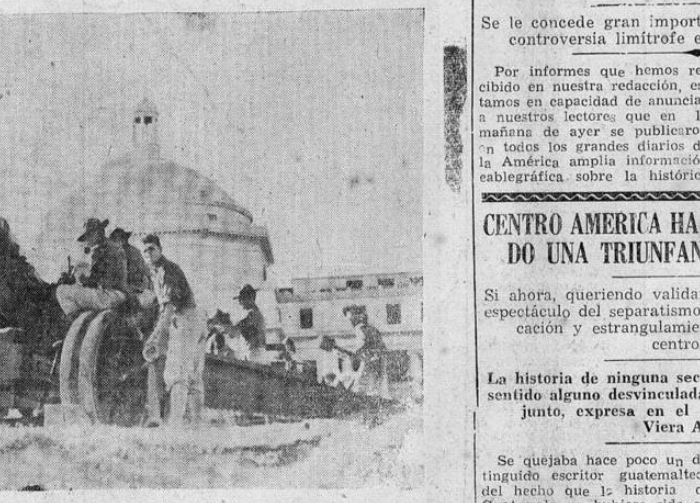 Se le concede gran import
controversia limítrofe e
Por informes que hemos re
cibido en nuestra redacción, es
tamos en capacidad de anuncia
a nuestros lectores que en l
mañana de ayer se publicaro
en todos los grandes diarios d
la América amplia informació
cablegráfica sobre la históric
CENTRO AMERICA HA
DO UNA TRIUNFAN
Si ahora, queriendo valida
espectáculo del separatismo
cación y estrangulamie
centro
La historia de ninguna sec
sentido alguno desvinculada
junto, expresa en el
Viera A
Se quejaba hace poco un d
tinguido escritor guatemaltec
del hecho que la historia